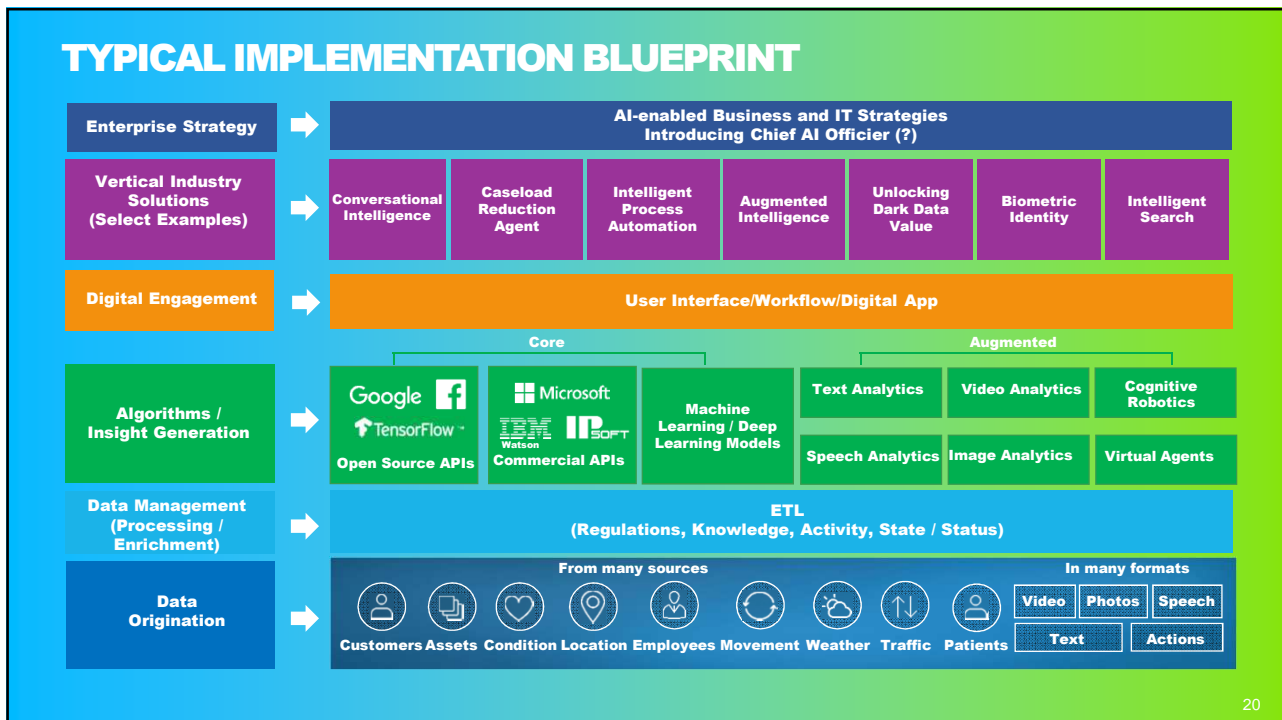 TYPICAL IMPLEMENTATION BLUEPRINT
Enterprise Strategy
AI-enabled Business and IT Strategies
Introducing Chief AI Officier (?)
Vertical Industry
Solutions
(Select Examples)
Conversational
Intelligence
Caseload
Reduction
Agent
Intelligent
Process
Automation
Augmented
Intelligence
Unlocking
Dark Data
Value
Biometric
Identity
Intelligent
Search
Digital Engagement
User Interface/Workflow/Digital App
Core
Augmented
Algorithms /
Insight Generation
Google f
TensorFlow™
Open Source APIs
Microsoft
IBM
Watson
IPSOFT
Commercial APIs
Machine
Learning / Deep
Learning Models
Text Analytics
Video Analytics
Cognitive
Robotics
Speech Analytics
Image Analytics
Virtual Agents
Data Management
(Processing /
Enrichment)
ETL
(Regulations, Knowledge, Activity, State / Status)
Data
Origination
From many sources
Customers Assets Condition Location Employees Movement Weather Traffic Patients
In many formats
Video Photos Speech
Text Actions
20